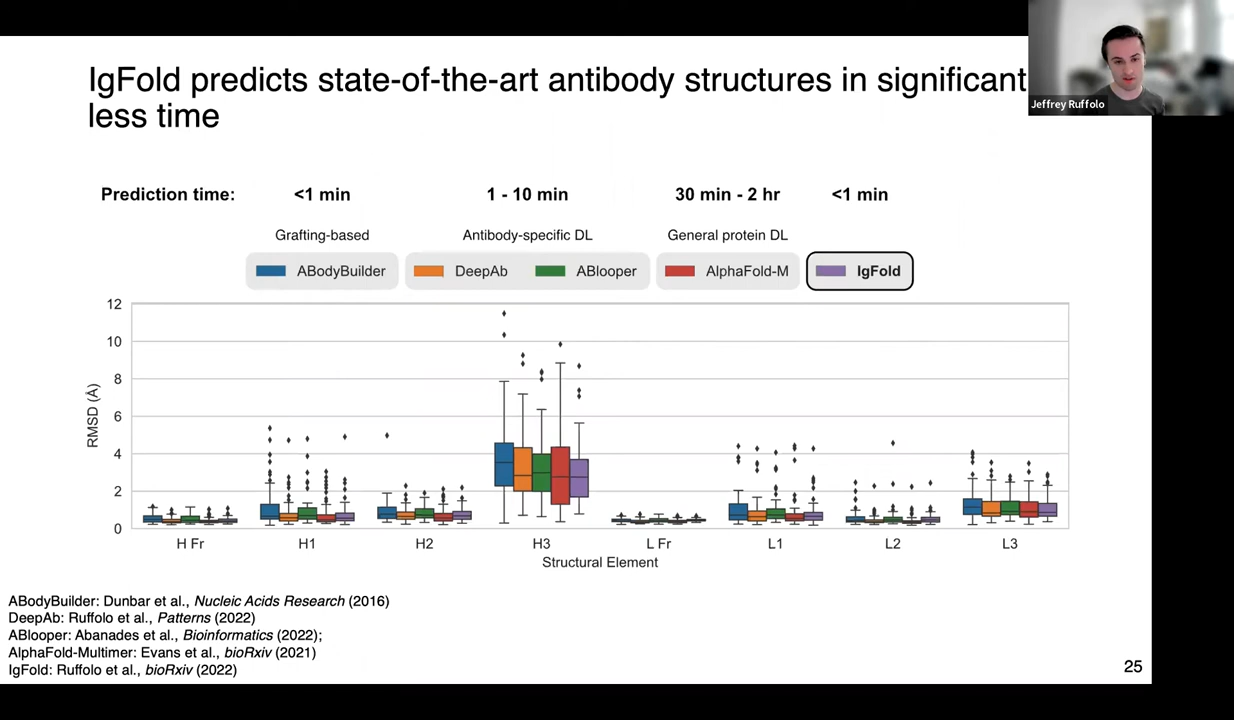 IgFold predicts state-of-the-art antibody structures in significant
less time
Jeffrey Ruffolo
Prediction time: <1 min 1 - 10 min 30 min - 2 hr <1 min
Grafting-based Antibody-specific DL General protein DL
ABodyBuilder DeepAb ABlooper AlphaFold-M IgFold
12
10
8
6
4
2
0
RMSD (Å)
H Fr H1 H2 H3 L Fr L1 L2 L3
Structural Element
ABodyBuilder: Dunbar et al., Nucleic Acids Research (2016)
DeepAb: Ruffolo et al., Patterns (2022)
ABlooper: Abanades et al., Bioinformatics (2022);
AlphaFold-Multimer: Evans et al., bioRxiv (2021)
IgFold: Ruffolo et al., bioRxiv (2022)
25